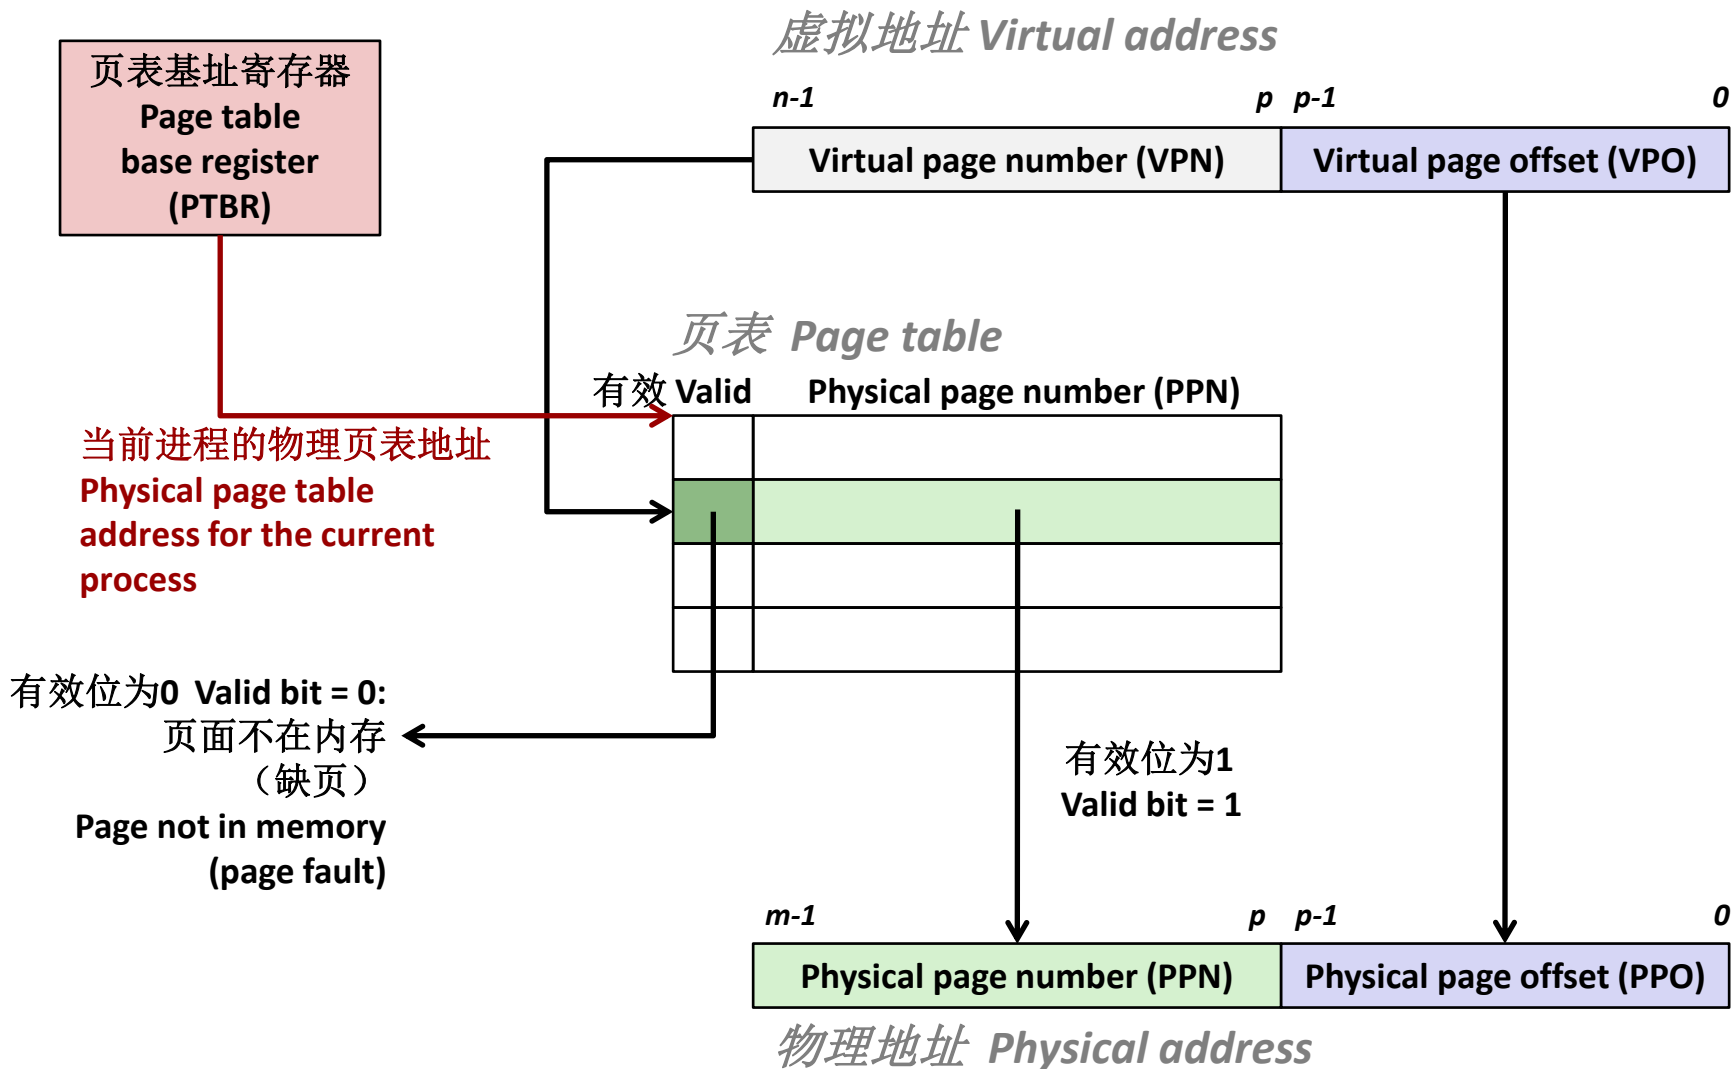 虚拟地址 Virtual address
页表基址寄存器
Page table
base register
(PTBR)
n-1 p p-1 0
Virtual page number (VPN) Virtual page offset (VPO)
页表 Page table
有效 Valid Physical page number (PPN)
当前进程的物理页表地址
Physical page table
address for the current
process
有效位为0 Valid bit = 0:
页面不在内存
（缺页）
Page not in memory
(page fault)
有效位为1
Valid bit = 1
m-1 p p-1 0
Physical page number (PPN) Physical page offset (PPO)
物理地址 Physical address